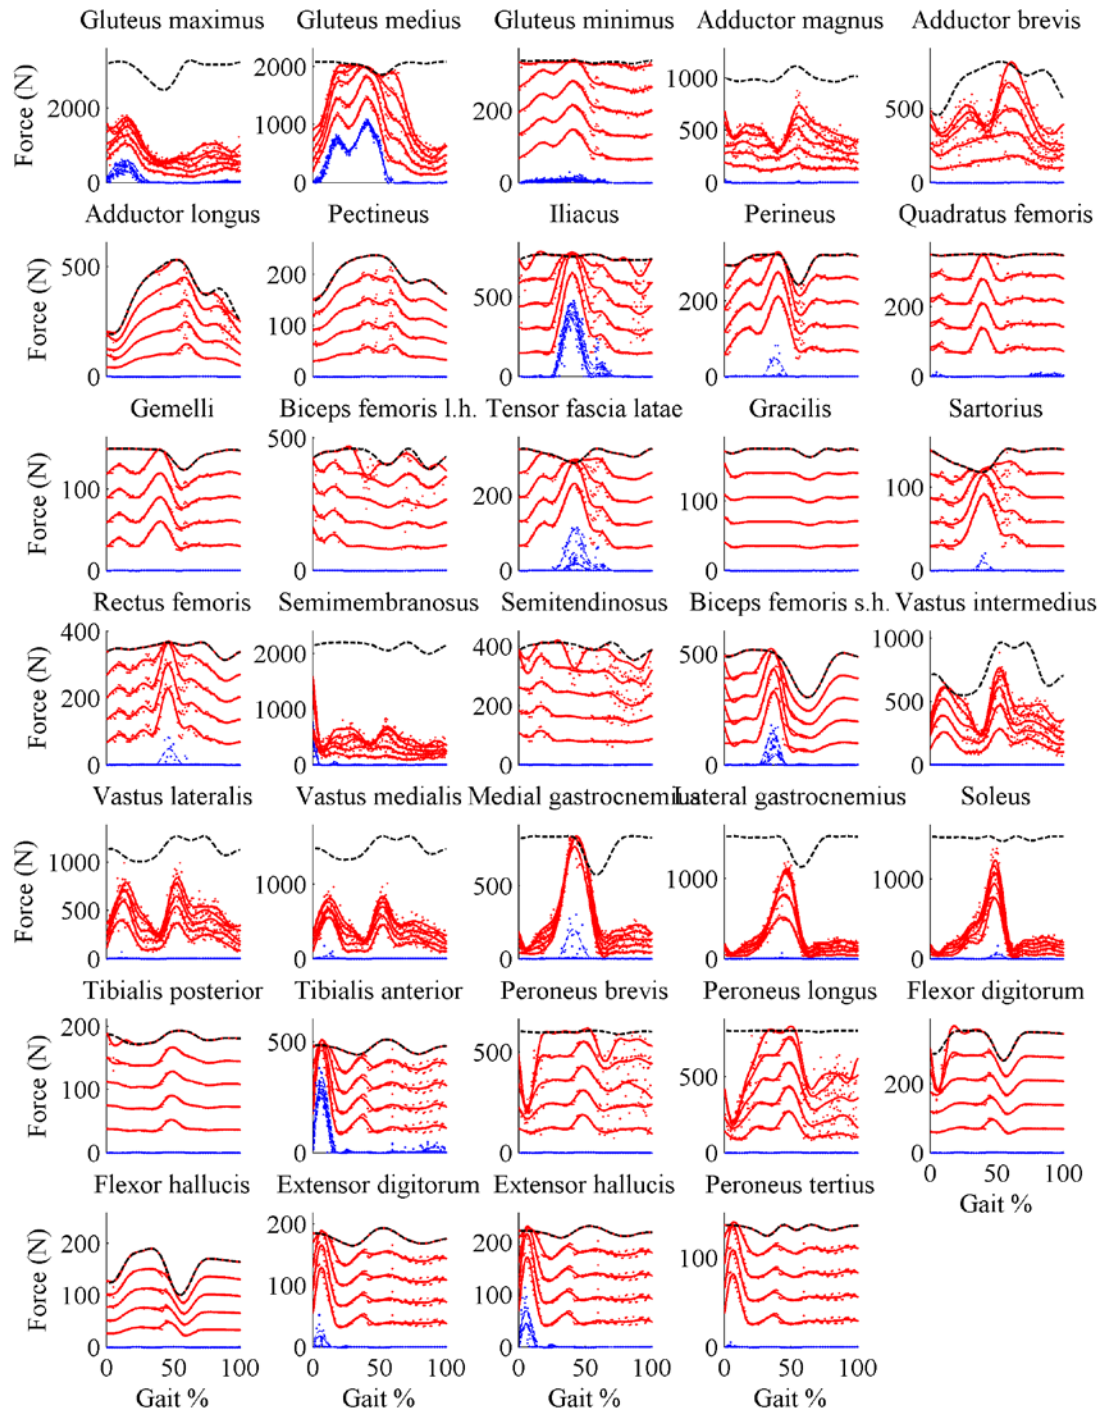 Gluteus maximus Gluteus medius Gluteus minimus Adductor magnus Adductor brevis
Force (N) 2000 0 2000 1000 0 200 0 1000 500 0 500 0
Adductor longus Pectineus Iliacus Perineus Quadratus femoris
Force (N) 500 0 200 100 0 500 0 200 0 200 0
Gemelli Biceps femoris l.h. Tensor fascia latae Gracilis Sartorius
Force (N) 100 0 500 0 200 0 100 0 100 0
Rectus femoris Semimembranosus Semitendinosus Biceps femoris s.h. Vastus intermedius
Force (N) 400 200 0 2000 1000 0 400 200 0 500 0 1000 500 0
Vastus lateralis Vastus medialis Medial gastrocnemius Lateral gastrocnemius Soleus
Force (N) 1000 500 0 1000 0 500 0 1000 0 1000 0
Tibialis posterior Tibialis anterior Peroneus brevis Peroneus longus Flexor digitorum
Force (N) 200 100 0 500 0 500 0 500 0 200 0
0 50 100
Gait %
Flexor hallucis Extensor digitorum Extensor hallucis Peroneus tertius
Force (N) 200 100 0 200 100 0 200 100 0 100 0
0 50 100 0 50 100 0 50 100 0 50 100
Gait % Gait % Gait % Gait %